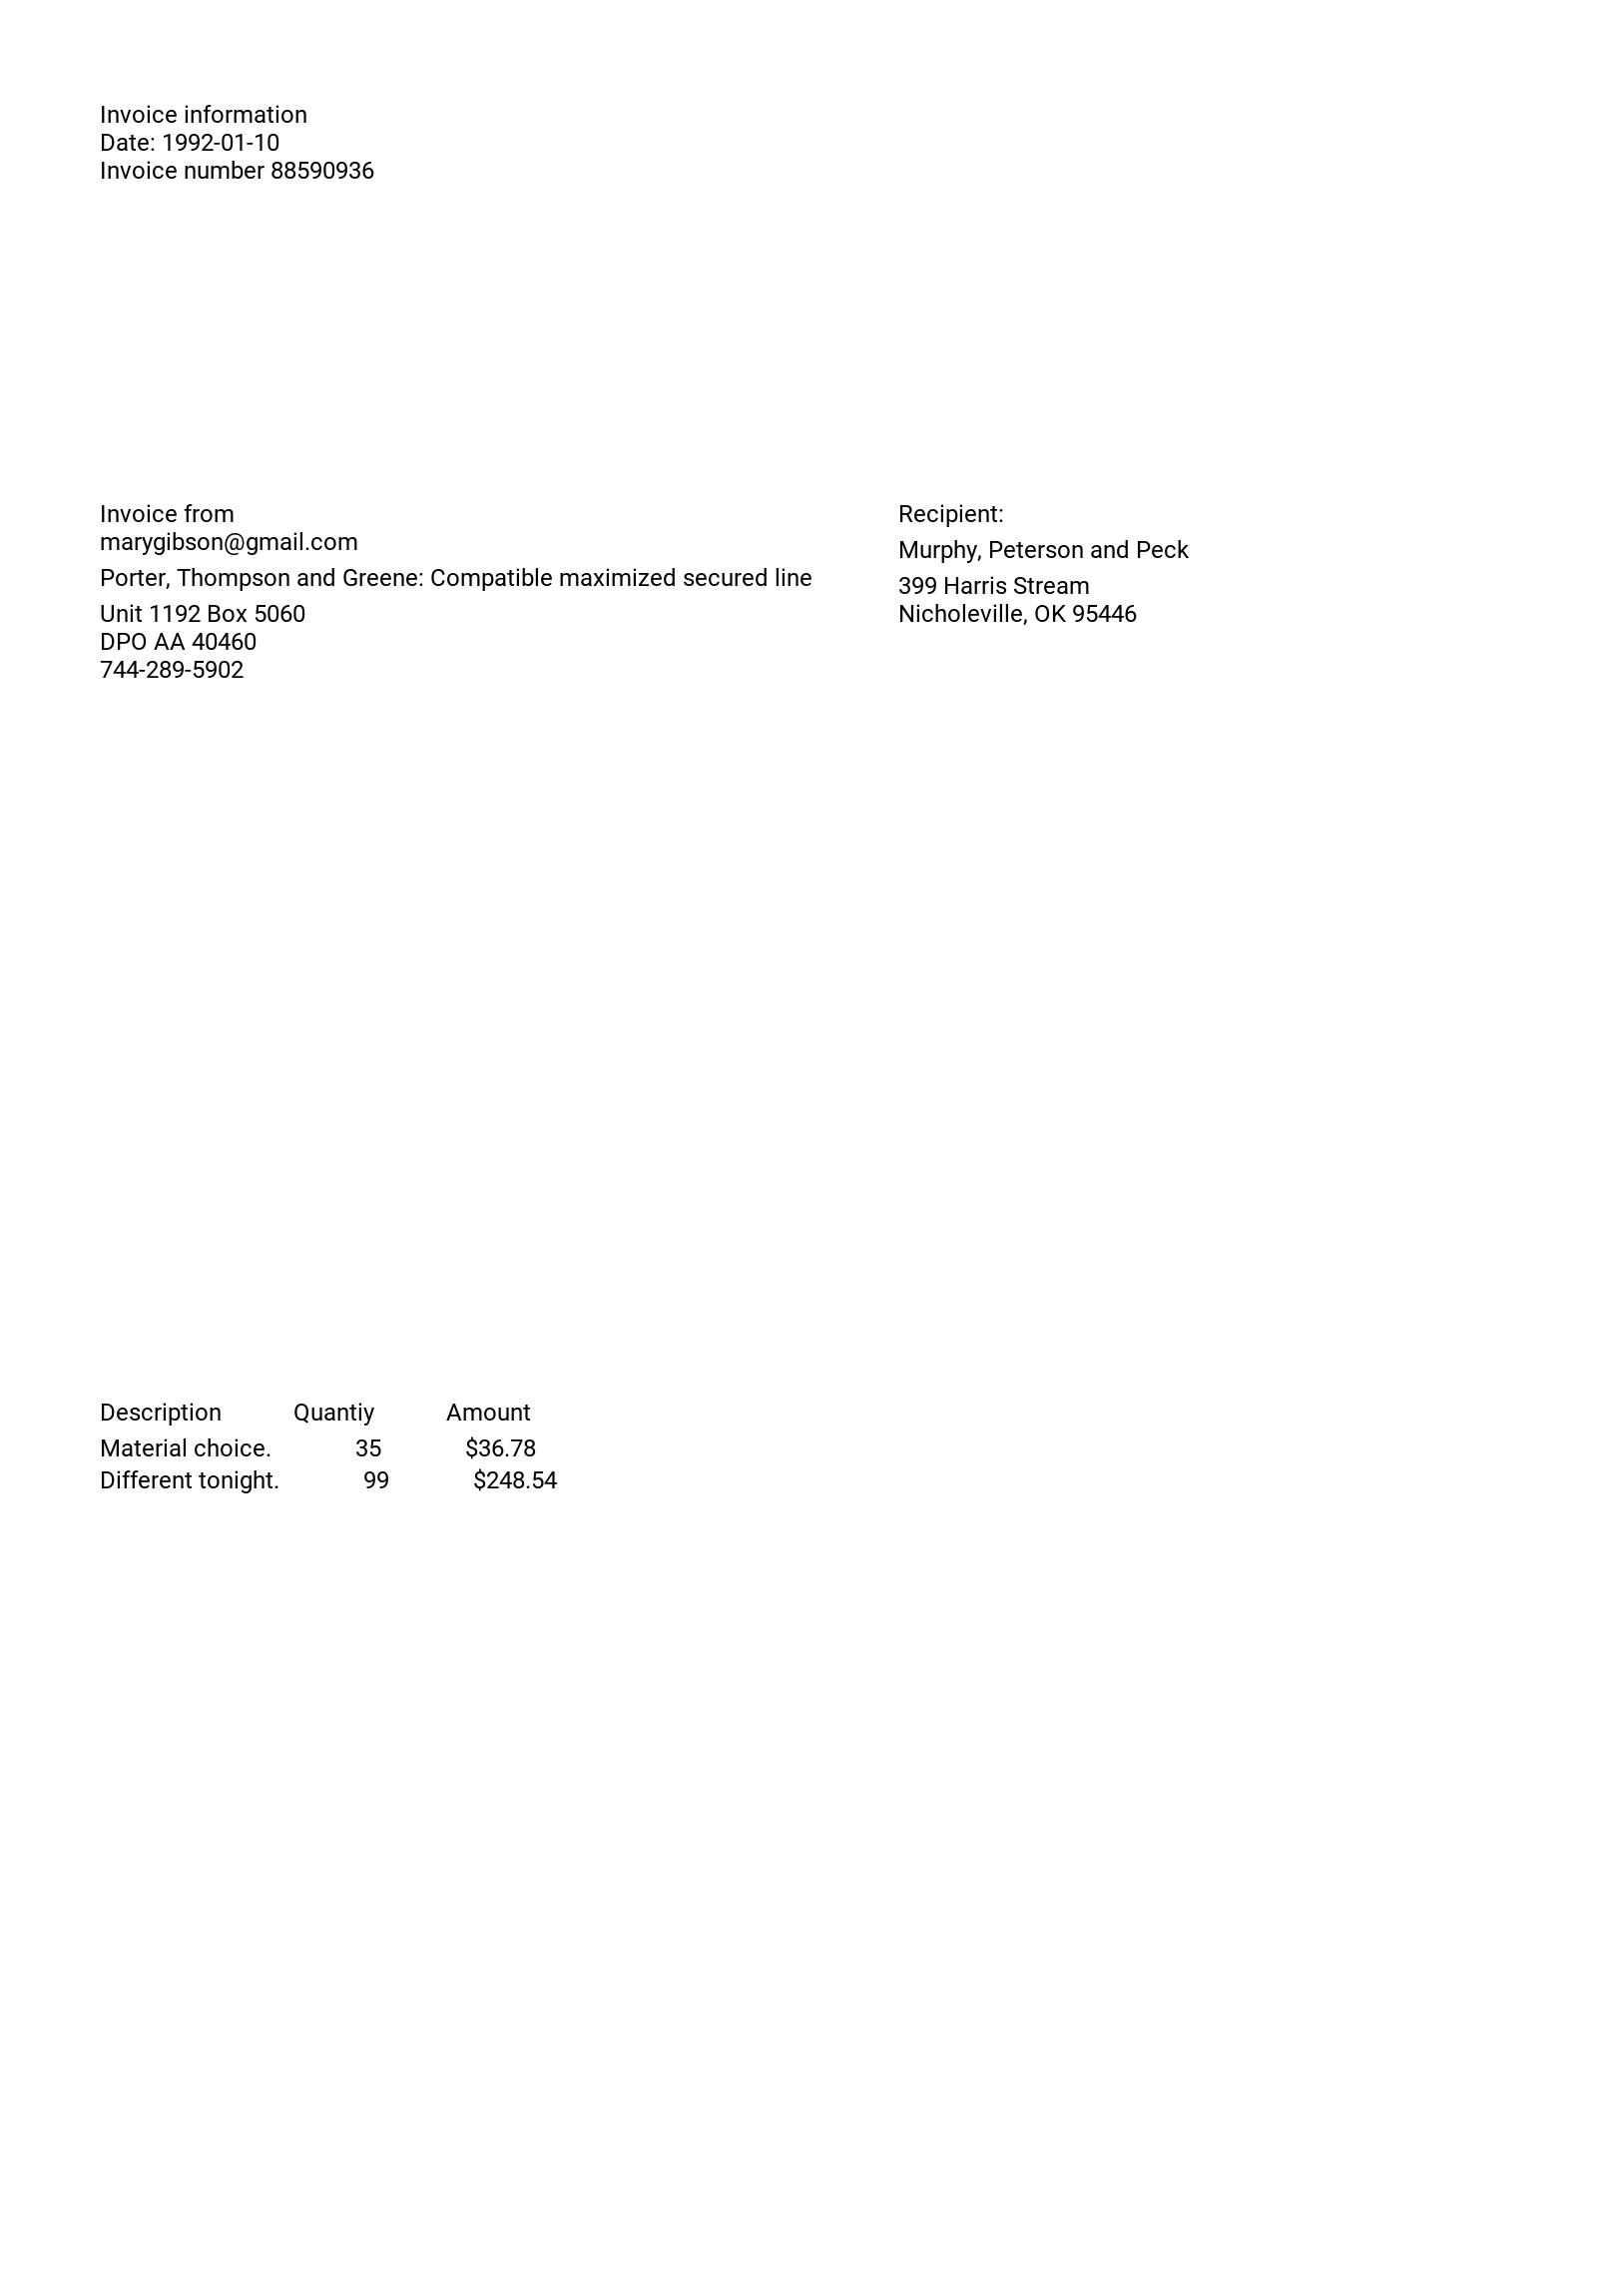 Invoice information
Date: 1992-01-10
Invoice number 88590936
Invoice from
marygibson@gmail.com
Porter, Thompson and Greene: Compatible maximized secured line
Unit 1192 Box 5060
DPO AA 40460
744-289-5902
Recipient:
Murphy, Peterson and Peck
399 Harris Stream
Nicholeville, OK 95446
Description Quantiy Amount
Material choice. 35 $36.78
Different tonight. 99 $248.54